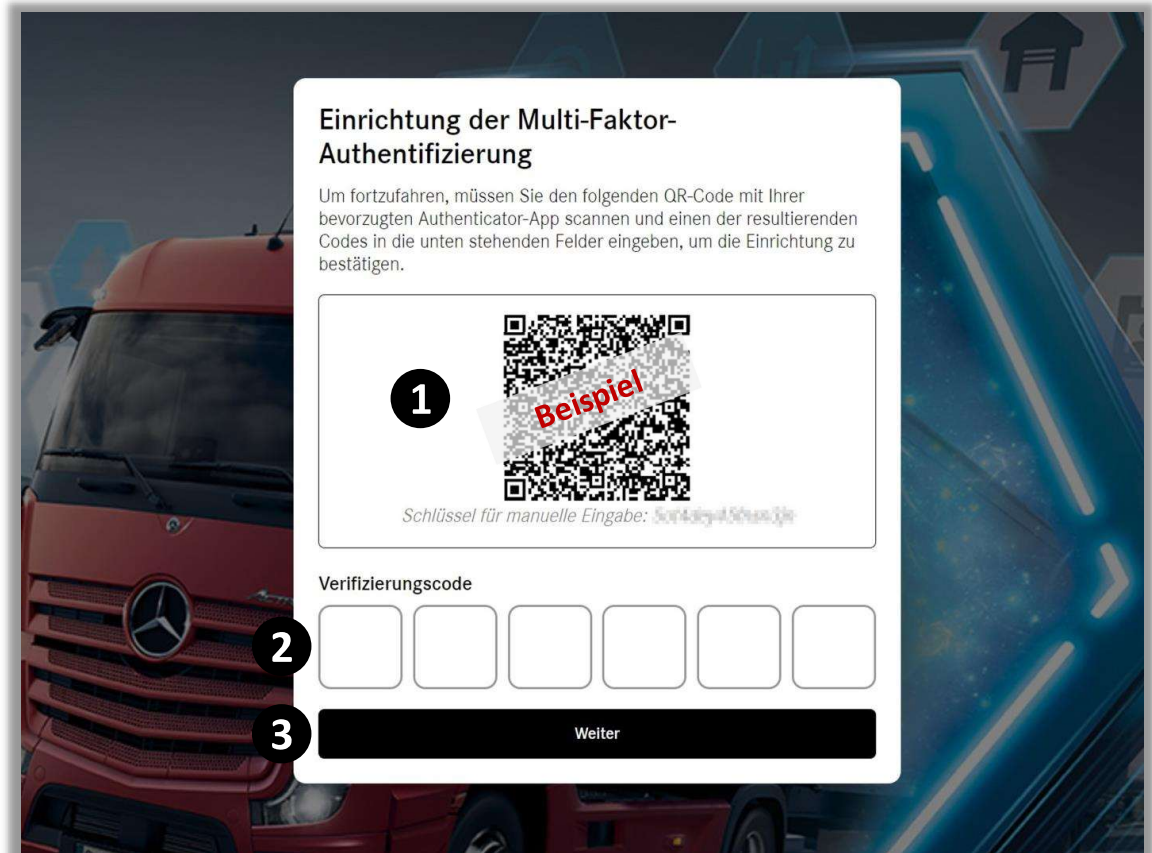 Einrichtung der Multi-Faktor-
Authentifizierung
Um fortzufahren, müssen Sie den folgenden QR-Code mit Ihrer
bevorzugten Authenticator-App scannen und einen der resultierenden
Codes in die unten stehenden Felder eingeben, um die Einrichtung zu
bestätigen.
1
Beispiel
Schlüssel für manuelle Eingabe:
Verifizierungscode
2
3
Weiter